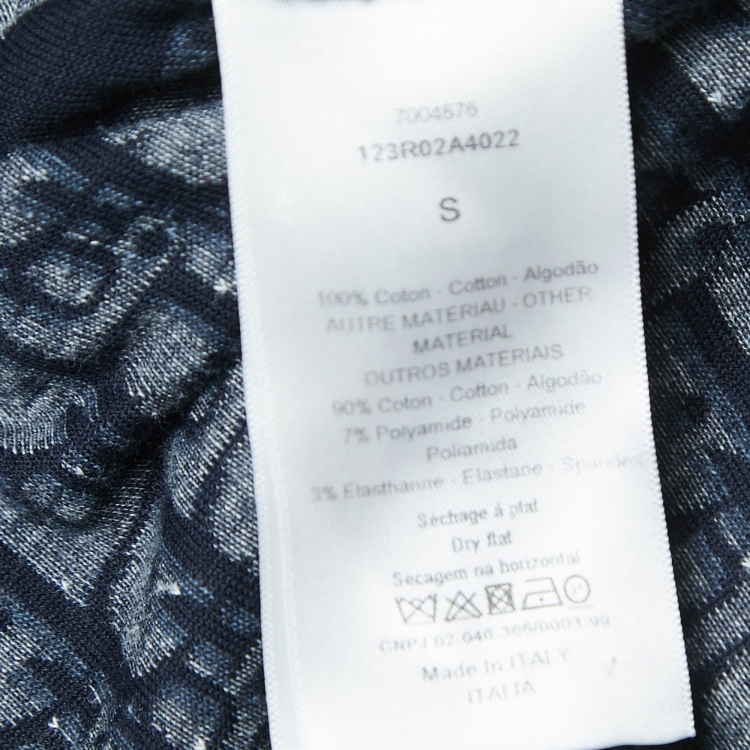 7004876
123R02A4022
S
100% Coton - Cotton - Algodão
AUTRE MATERIAU - OTHER
MATERIAL
OUTROS MATERIAIS
90% Coton - Cotton - Algodão
7% Polyamide - Polyamide
Poliamida
3% Elasthanne - Elastane - Spandex
Séchage à plat
Dry flat
Secagem na horizontal
CNPJ 02.046-366/0003-99
Made In ITALY
ITALIA